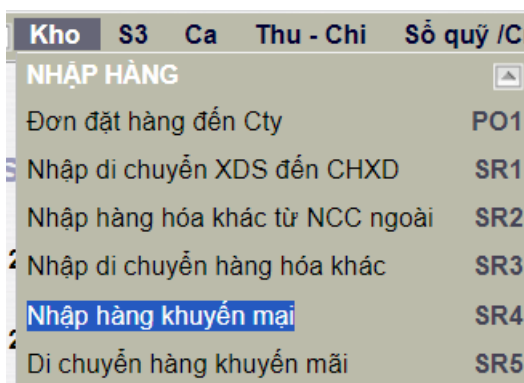 Kho S3 Ca Thu - Chi Sổ quỹ /C
NHẬP HÀNG
Đơn đặt hàng đến Cty PO1
Nhập di chuyển XDS đến CHXD SR1
Nhập hàng hóa khác từ NCC ngoài SR2
Nhập di chuyển hàng hóa khác SR3
Nhập hàng khuyến mại SR4
Di chuyển hàng khuyến mãi SR5